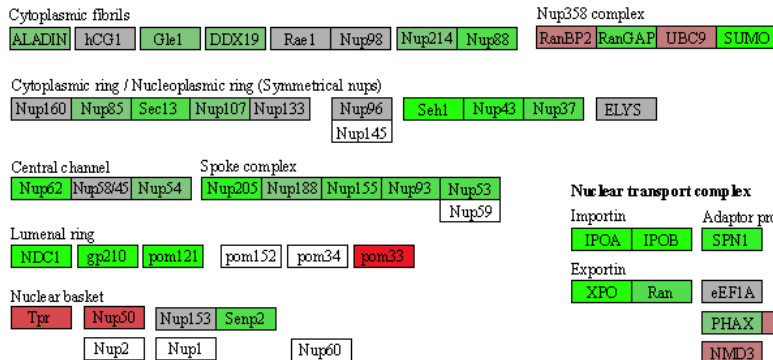 Cytoplasmic fibrils
Nup358 complex
ALADIN hCG1 Gle1 DDX19 Rae1 Nup98 Nup214 Nup88 RanBP2 RanGAP UBC9 SUMO
Cytoplasmic ring / Nucleoplasmic ring (Symmetrical nups)
Nup160 Nup85 Sec13 Nup107 Nup133 Nup96 Seh1 Nup43 Nup37 ELYS
Nup145
Central channel Spoke complex
Nup62 Nup58/45 Nup54 Nup205 Nup188 Nup155 Nup93 Nup53
Nup59
Lumenal ring
NDC1 gp210 pom121 pom152 pom34 pom33
Nuclear basket
Tpr Nup50 Nup153 Senp2
Nup2 Nup1 Nup60
Nuclear transport complex
Importin Adaptor pro
IPOA IPOB SPN1
Exportin
XPO Ran eEF1A
PHAX
NMD3